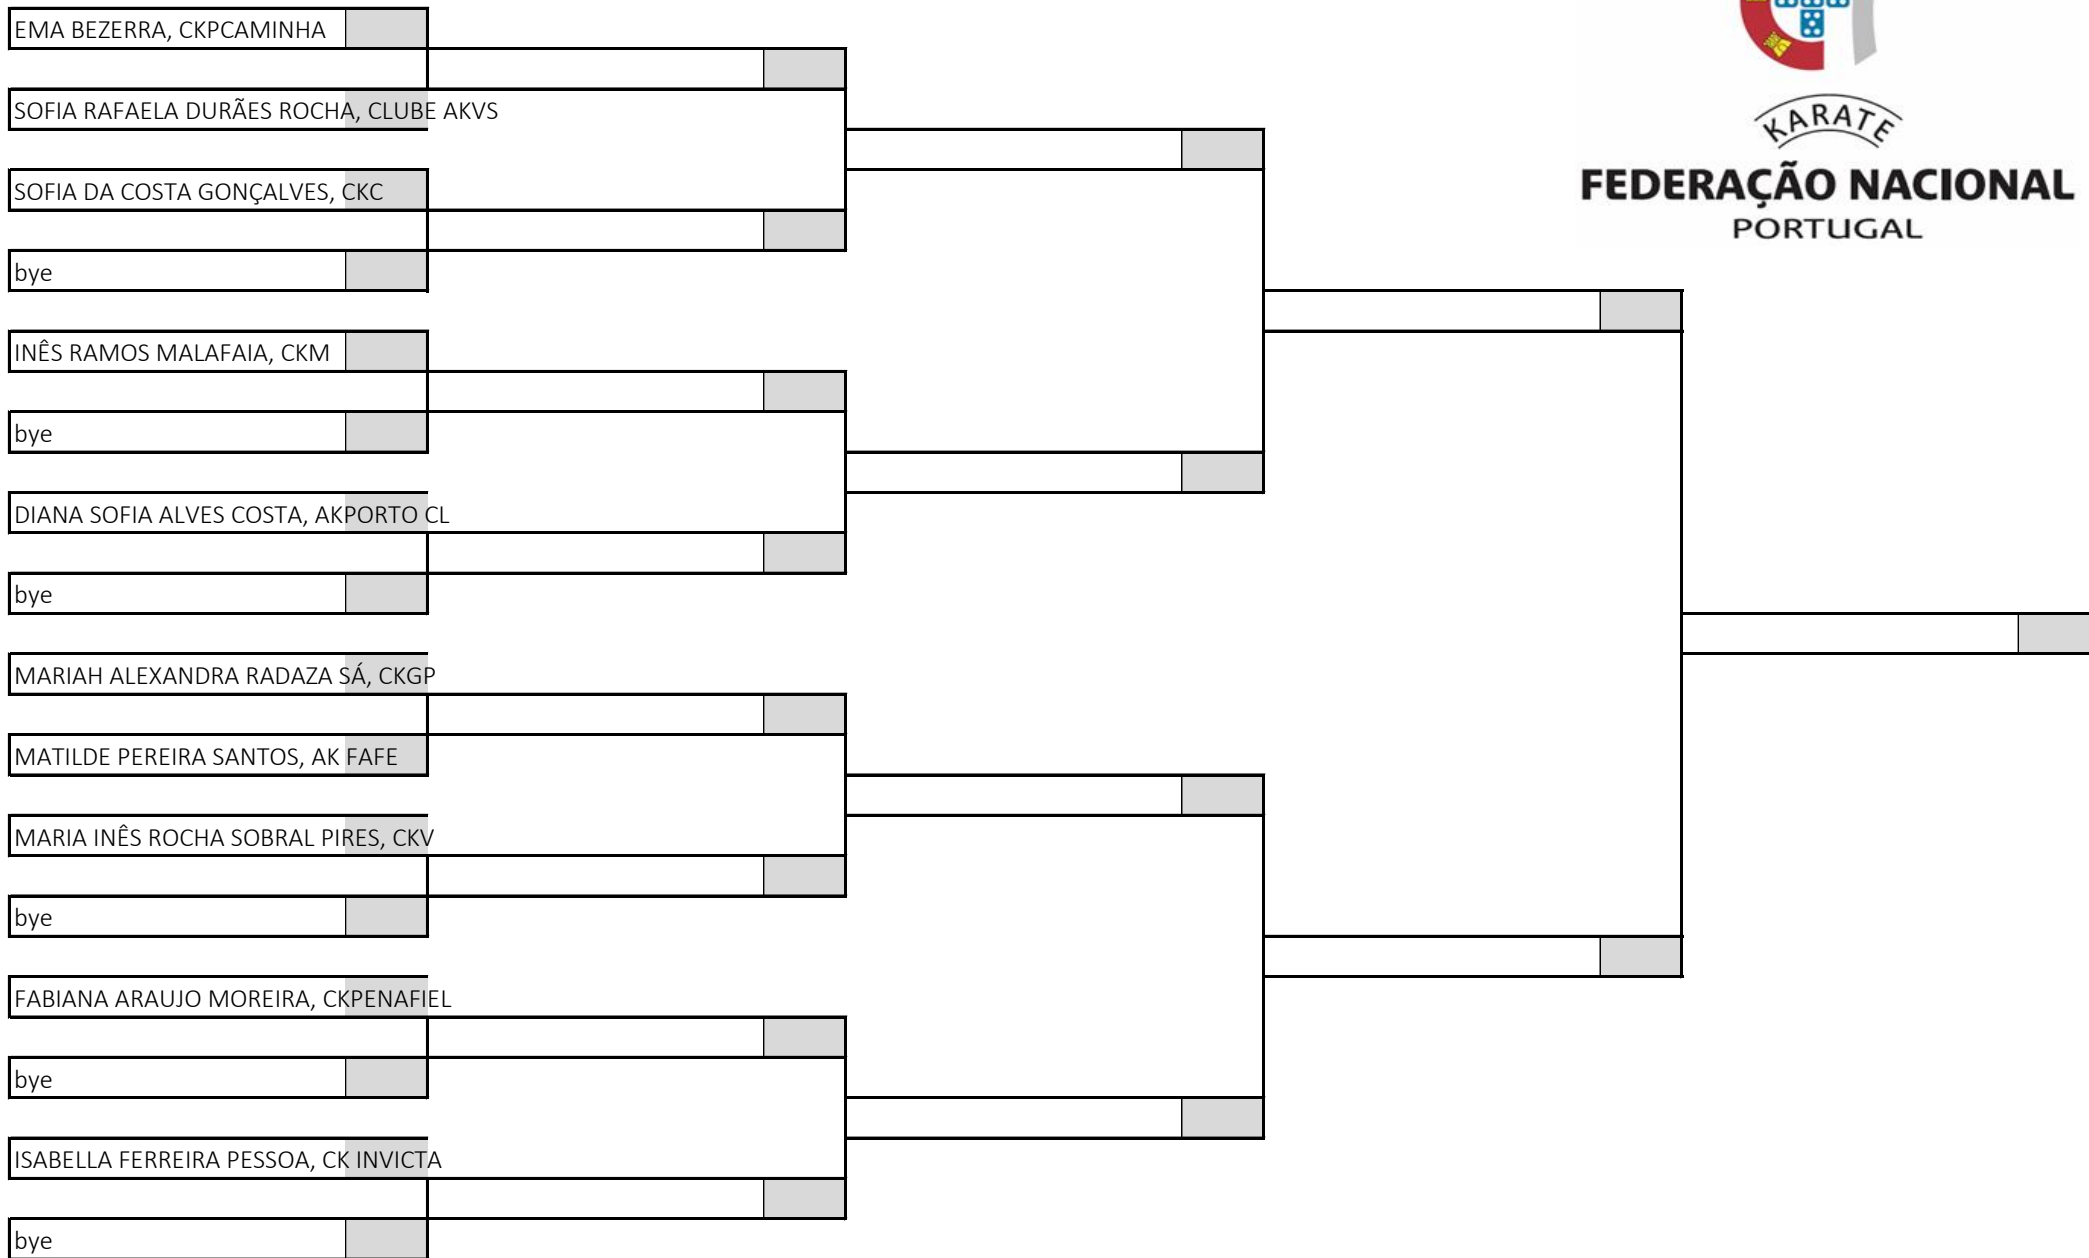 EMA BEZERRA, CKPCAMINHA
SOFIA RAFAELA DURÃES ROCHA, CLUBE AKVS
SOFIA DA COSTA GONÇALVES, CKC
bye
INÊS RAMOS MALAFAIA, CKM
bye
DIANA SOFIA ALVES COSTA, AKPORTO CL
bye
MARIAH ALEXANDRA RADAZA SÁ, CKGP
MATILDE PEREIRA SANTOS, AK FAFE
MARIA INÊS ROCHA SOBRAL PIRES, CKV
bye
FABIANA ARAUJO MOREIRA, CKPENAFIEL
bye
ISABELLA FERREIRA PESSOA, CK INVICTA
bye
KARATE
FEDERAÇÃO NACIONAL
PORTUGAL